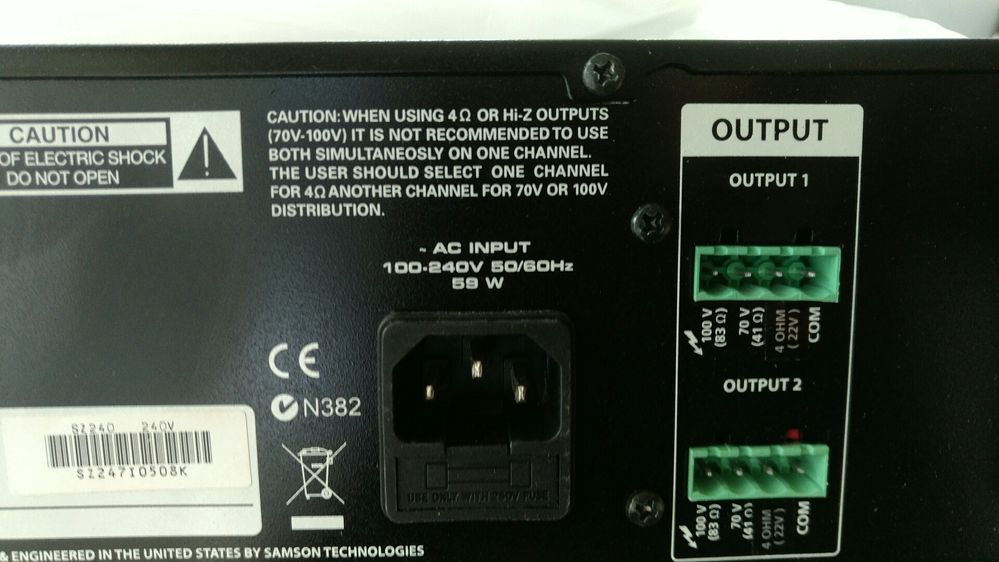 CAUTION
OF ELECTRIC SHOCK
DO NOT OPEN
CAUTION: WHEN USING 4Ω OR Hi-Z OUTPUTS
(70V-100V) IT IS NOT RECOMMENDED TO USE
BOTH SIMULTANEOSLY ON ONE CHANNEL.
THE USER SHOULD SELECT ONE CHANNEL
FOR 4Ω ANOTHER CHANNEL FOR 70V OR 100V
DISTRIBUTION.
~ AC INPUT
100-240V 50/60Hz
59 W
CE
N382
SZ240 240V
SZ247I0508K
USE ONLY WITH 250V FUSE
& ENGINEERED IN THE UNITED STATES BY SAMSON TECHNOLOGIES
OUTPUT
OUTPUT 1
100 V
(83 Ω)
70 V
(41 Ω)
4 OHM
(22V)
COM
OUTPUT 2
100 V
(83 Ω)
70 V
(41 Ω)
4 OHM
(22V)
COM